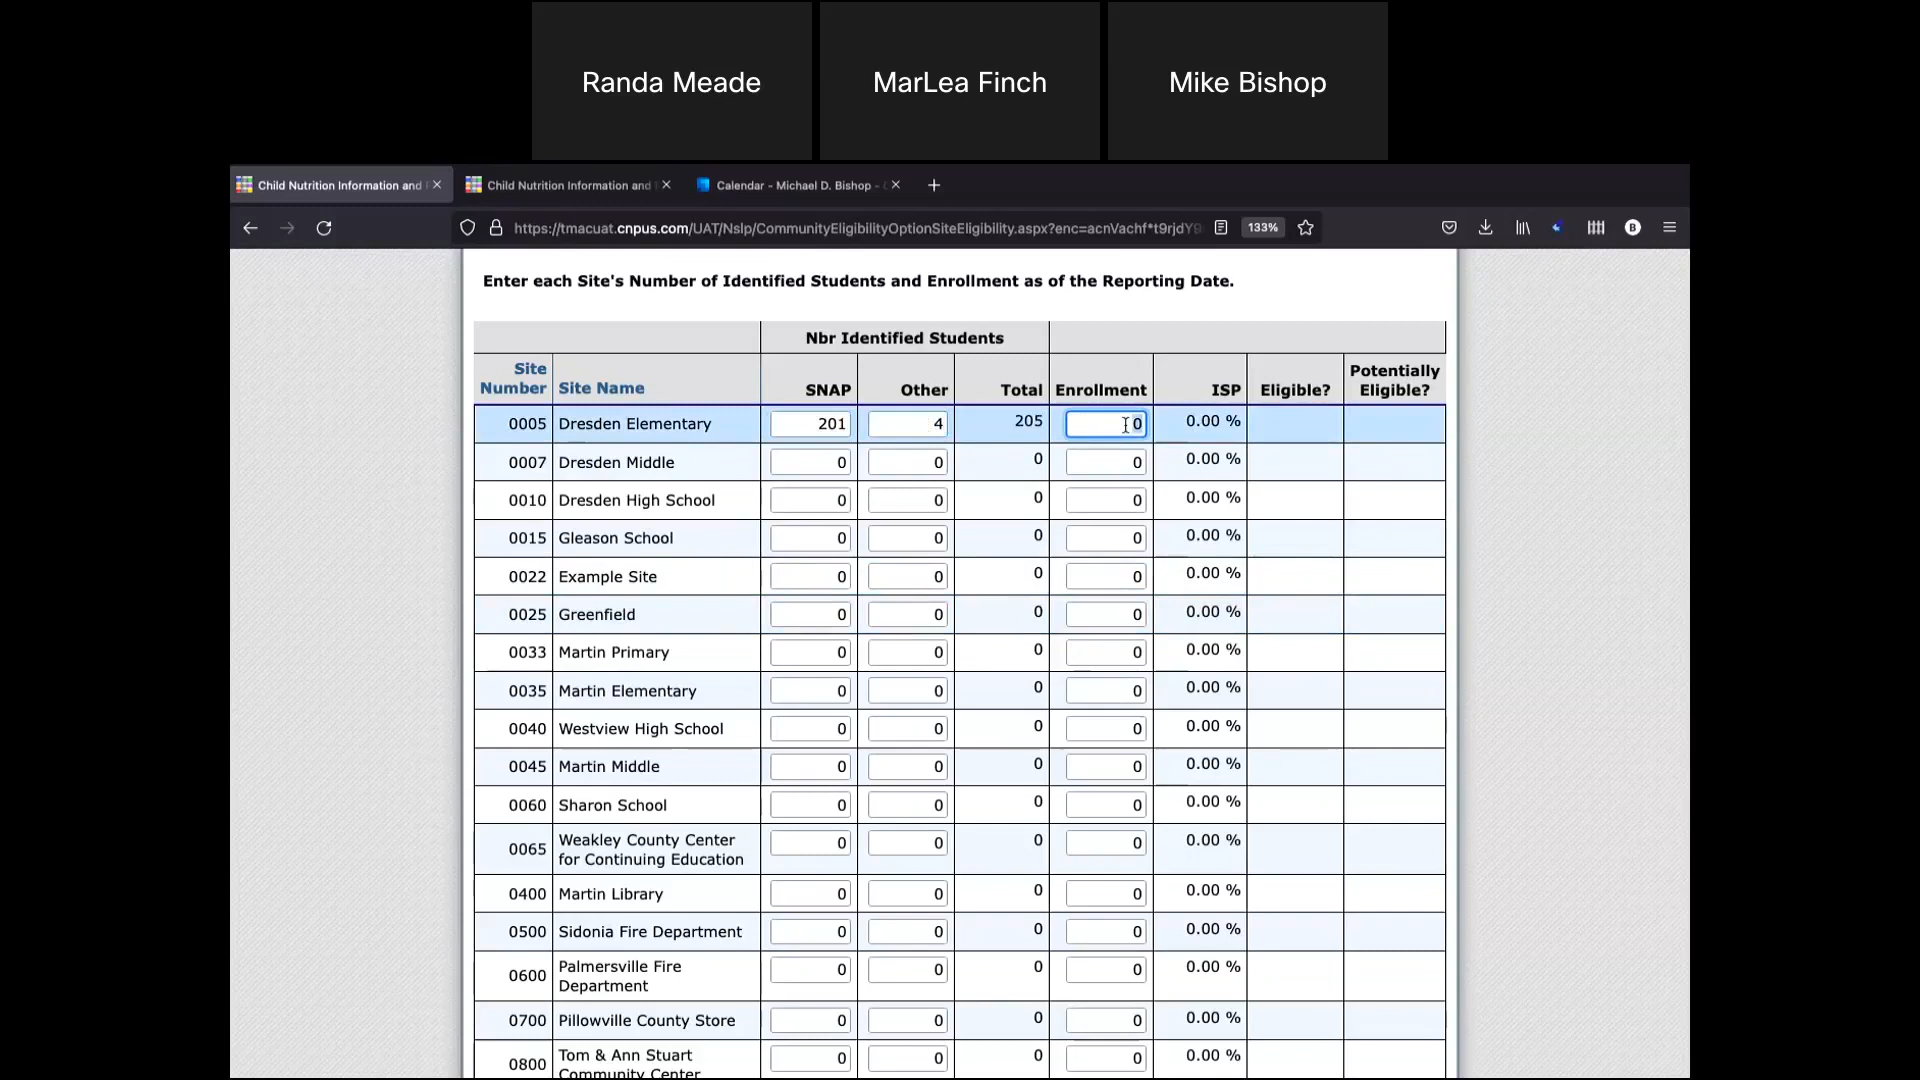 Randa Meade
MarLea Finch
Mike Bishop
Child Nutrition Information and
Child Nutrition Information and
Calendar - Michael D. Bishop -
https://tmacuat.cnpus.com/UAT/Nslp/CommunityEligibilityOptionSiteEligibility.aspx?enc=acnVachf*t9rjdY9
133%
B
Enter each Site's Number of Identified Students and Enrollment as of the Reporting Date.
Nbr Identified Students
Site Number Site Name SNAP Other Total Enrollment ISP Eligible? Potentially Eligible?
0005 Dresden Elementary 201 4 205 0 0.00 %
0007 Dresden Middle 0 0 0 0 0.00 %
0010 Dresden High School 0 0 0 0 0.00 %
0015 Gleason School 0 0 0 0 0.00 %
0022 Example Site 0 0 0 0 0.00 %
0025 Greenfield 0 0 0 0 0.00 %
0033 Martin Primary 0 0 0 0 0.00 %
0035 Martin Elementary 0 0 0 0 0.00 %
0040 Westview High School 0 0 0 0 0.00 %
0045 Martin Middle 0 0 0 0 0.00 %
0060 Sharon School 0 0 0 0 0.00 %
0065 Weakley County Center for Continuing Education 0 0 0 0 0.00 %
0400 Martin Library 0 0 0 0 0.00 %
0500 Sidonia Fire Department 0 0 0 0 0.00 %
0600 Palmersville Fire Department 0 0 0 0 0.00 %
0700 Pillowville County Store 0 0 0 0 0.00 %
0800 Tom & Ann Stuart Community Center 0 0 0 0 0.00 %